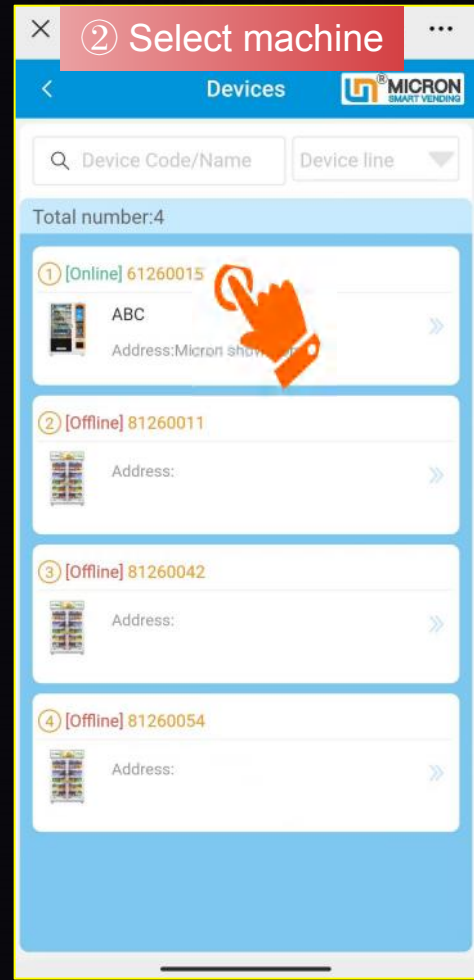 ② Select machine
Devices
MICRON
SMART VENDING
Device Code/Name
Device line
Total number:4
① [Online] 61260015
ABC
Address:Micron
② [Offline] 81260011
Address:
③ [Offline] 81260042
Address:
④ [Offline] 81260054
Address: